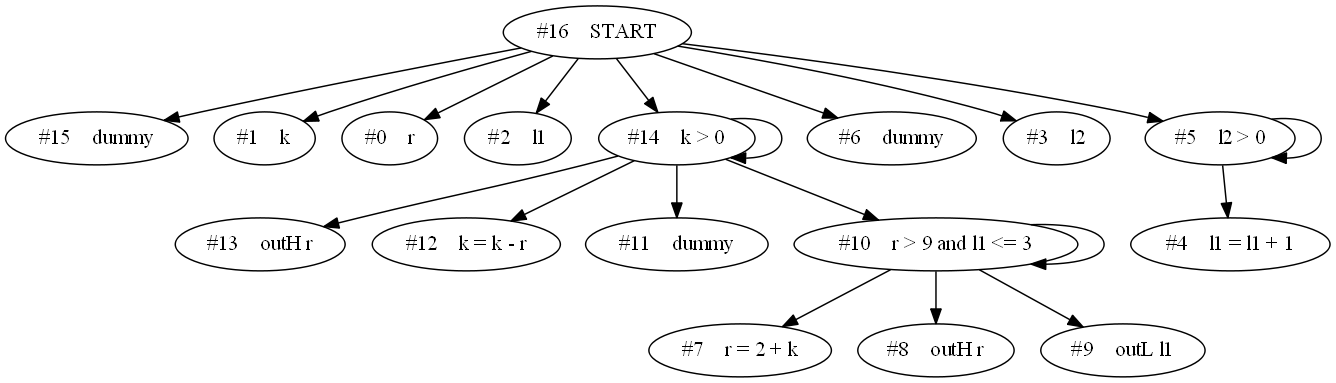 #16 START
#15 dummy
#1 k
#0 r
#2 l1
#14 k > 0
#6 dummy
#3 l2
#5 l2 > 0
#13 outH r
#12 k = k - r
#11 dummy
#10 r > 9 and l1 <= 3
#4 l1 = l1 + 1
#7 r = 2 + k
#8 outH r
#9 outL l1